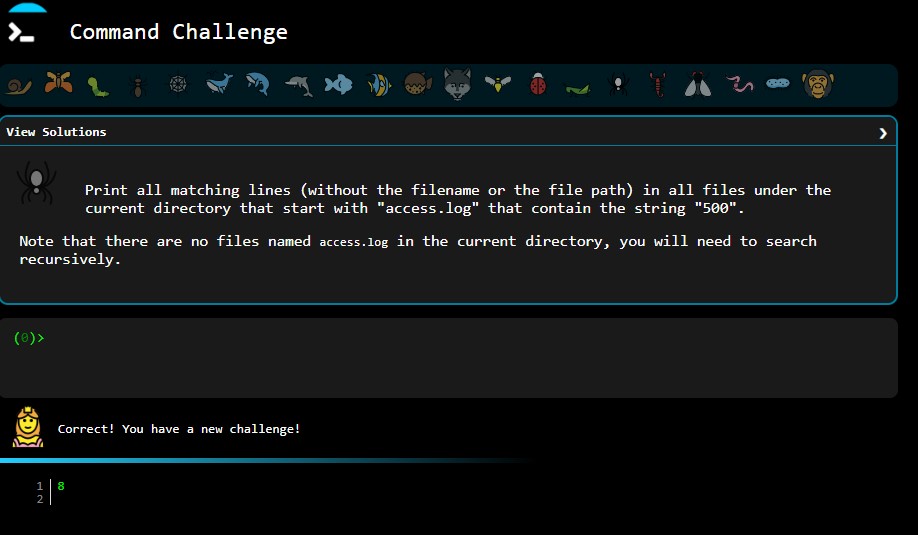 Command Challenge
View Solutions
Print all matching lines (without the filename or the file path) in all files under the
current directory that start with "access.log" that contain the string "500".
Note that there are no files named access.log in the current directory, you will need to search
recursively.
(0)>
Correct! You have a new challenge!
1 8
2